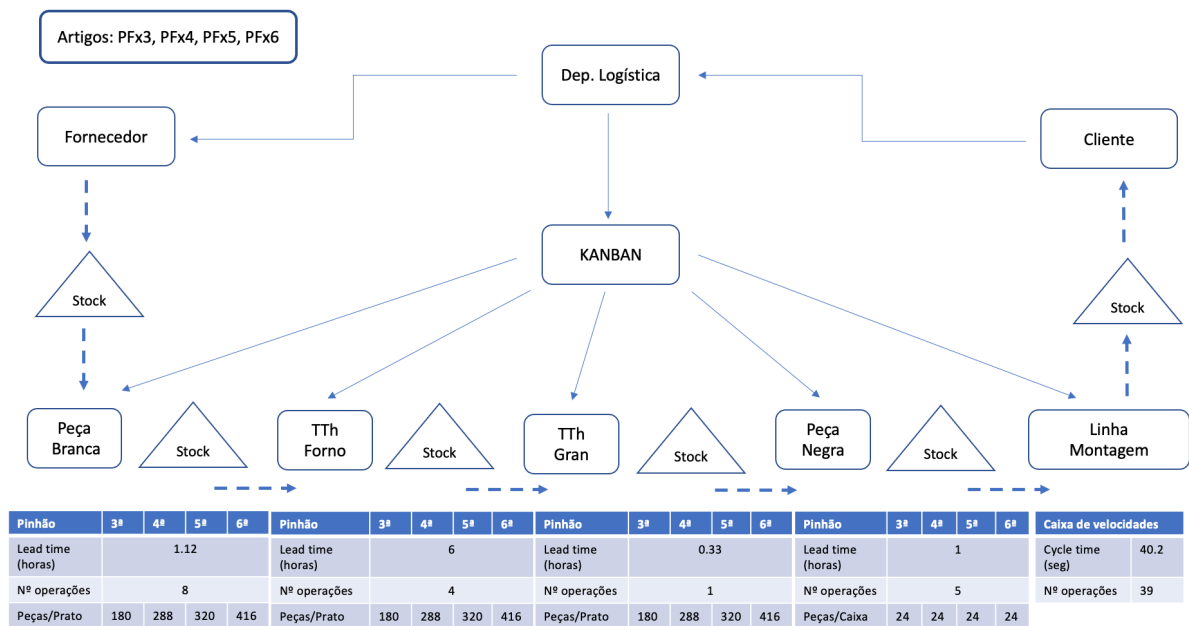 Artigos: PFx3, PFx4, PFx5, PFx6
Dep. Logística
Fornecedor
Cliente
KANBAN
Stock
Stock
Peça
Branca
Stock
TTh
Forno
Stock
TTh
Gran
Stock
Peça
Negra
Stock
Linha
Montagem
Pinhão 3ª 4ª 5ª 6ª
Lead time
(horas) 1.12
Nº operações 8
Peças/Prato 180 288 320 416
Pinhão 3ª 4ª 5ª 6ª
Lead time
(horas) 6
Nº operações 4
Peças/Prato 180 288 320 416
Pinhão 3ª 4ª 5ª 6ª
Lead time
(horas) 0.33
Nº operações 1
Peças/Prato 180 288 320 416
Pinhão 3ª 4ª 5ª 6ª
Lead time
(horas) 1
Nº operações 5
Peças/Caixa 24 24 24 24
Caixa de velocidades
Cycle time
(seg) 40.2
Nº operações 39